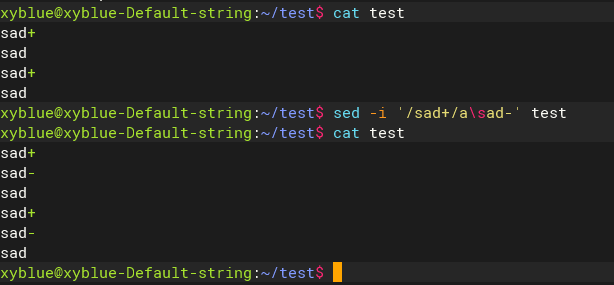 xyblue@xyblue-Default-string:~/test$ cat test
sad+
sad
sad+
sad
xyblue@xyblue-Default-string:~/test$ sed -i '/sad+/a\sad-' test
xyblue@xyblue-Default-string:~/test$ cat test
sad+
sad-
sad
sad+
sad-
sad
xyblue@xyblue-Default-string:~/test$